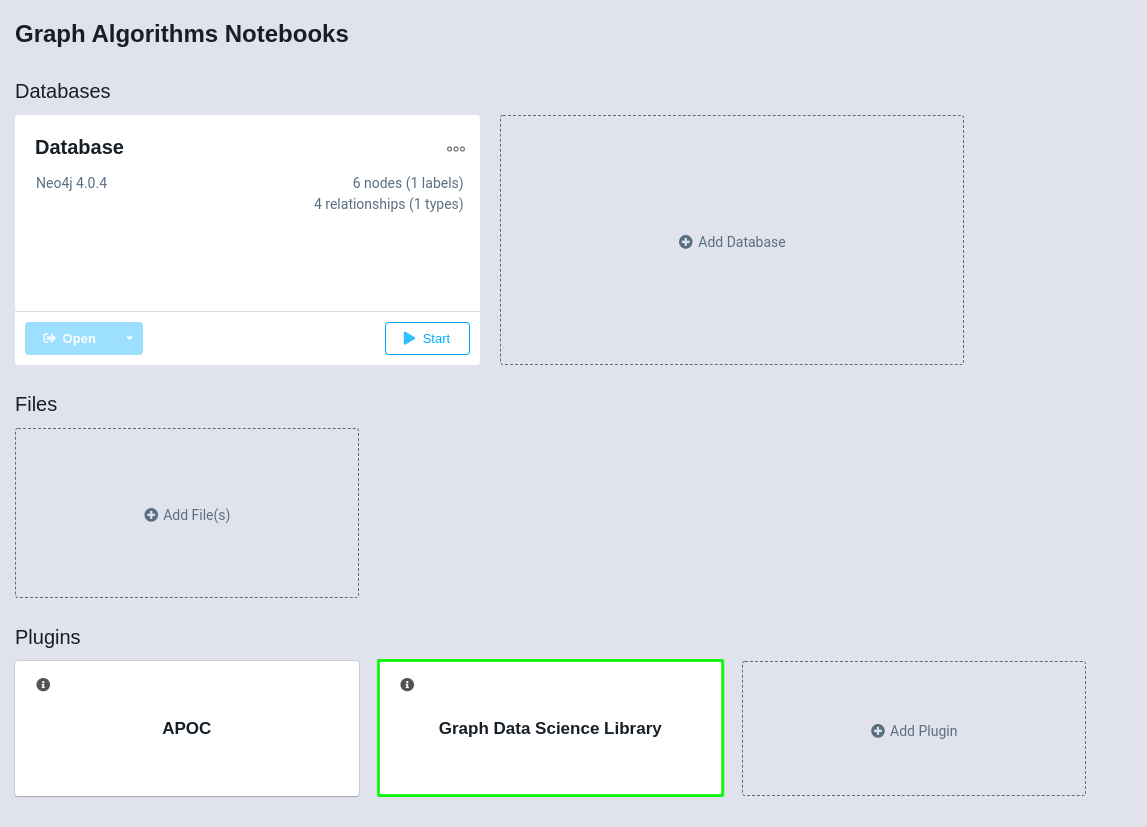 Graph Algorithms Notebooks
Databases
Database
Neo4j 4.0.4
6 nodes (1 labels)
4 relationships (1 types)
Open
Start
Add Database
Files
Add File(s)
Plugins
APOC
Graph Data Science Library
Add Plugin